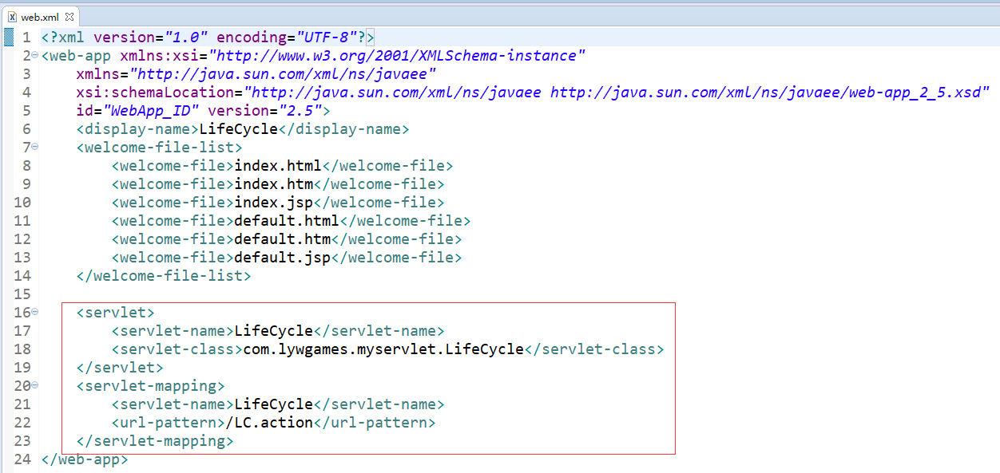 web.xml
1 <?xml version="1.0" encoding="UTF-8"?>
2 <web-app xmlns:xsi="http://www.w3.org/2001/XMLSchema-instance"
3 xmlns="http://java.sun.com/xml/ns/javaee"
4 xsi:schemaLocation="http://java.sun.com/xml/ns/javaee http://java.sun.com/xml/ns/javaee/web-app_2_5.xsd"
5 id="WebApp_ID" version="2.5">
6 <display-name>LifeCycle</display-name>
7 <welcome-file-list>
8 <welcome-file>index.html</welcome-file>
9 <welcome-file>index.htm</welcome-file>
10 <welcome-file>index.jsp</welcome-file>
11 <welcome-file>default.html</welcome-file>
12 <welcome-file>default.htm</welcome-file>
13 <welcome-file>default.jsp</welcome-file>
14 </welcome-file-list>
15
16 <servlet>
17 <servlet-name>LifeCycle</servlet-name>
18 <servlet-class>com.lywgames.myservlet.LifeCycle</servlet-class>
19 </servlet>
20 <servlet-mapping>
21 <servlet-name>LifeCycle</servlet-name>
22 <url-pattern>/LC.action</url-pattern>
23 </servlet-mapping>
24 </web-app>